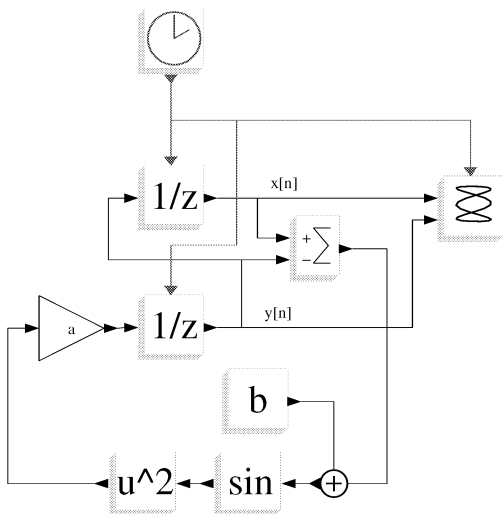 1/z
x[n]
+
Σ
−
a
1/z
y[n]
b
u^2
sin
+